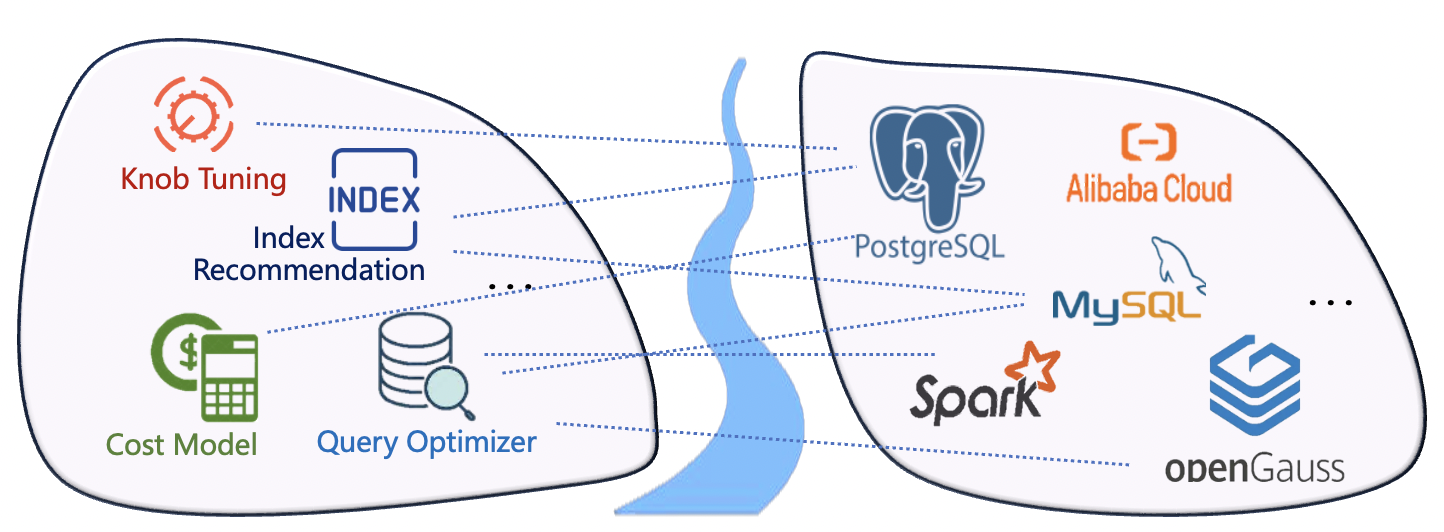 Knob Tuning
INDEX
Index
Recommendation
...
$
Cost Model
Query Optimizer
PostgreSQL
Alibaba Cloud
MySQL
...
Spark
openGauss